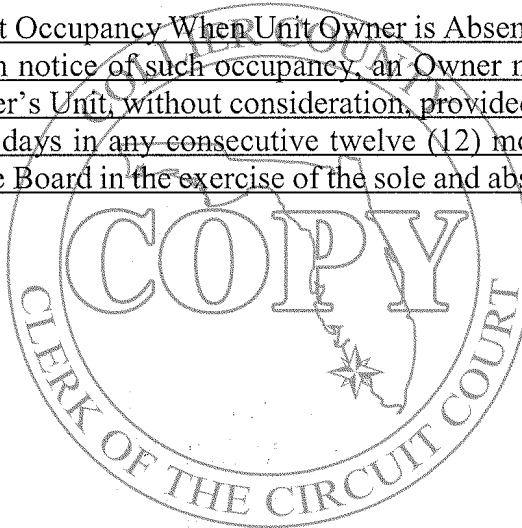 t Occupancy When Unit Owner is Absen
n notice of such occupancy, an Owner n
er's Unit, without consideration, provided
days in any consecutive twelve (12) mo
e Board in the exercise of the sole and abs
COLLIER COUNTY
COPY
CLERK OF THE CIRCUIT COURT